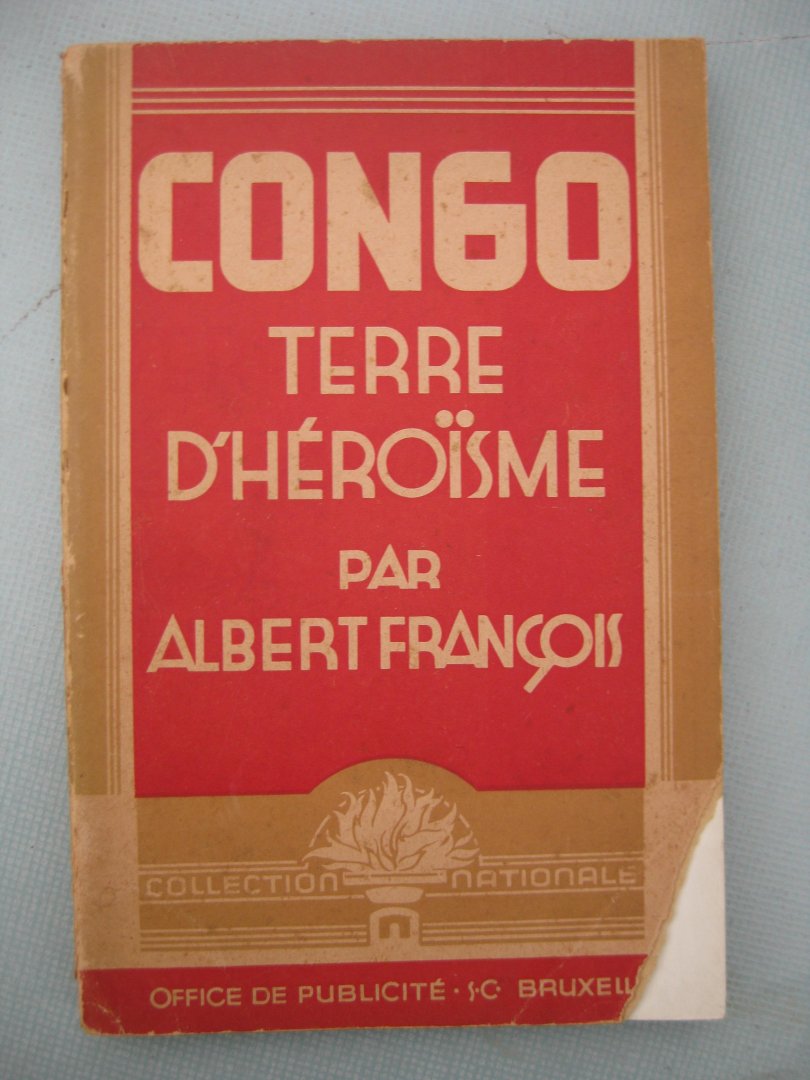 CONGO
TERRE
D'HÉROÏSME
PAR
ALBERT FRANÇOIS
COLLECTION NATIONALE
OFFICE DE PUBLICITÉ · S·C· BRUXELL